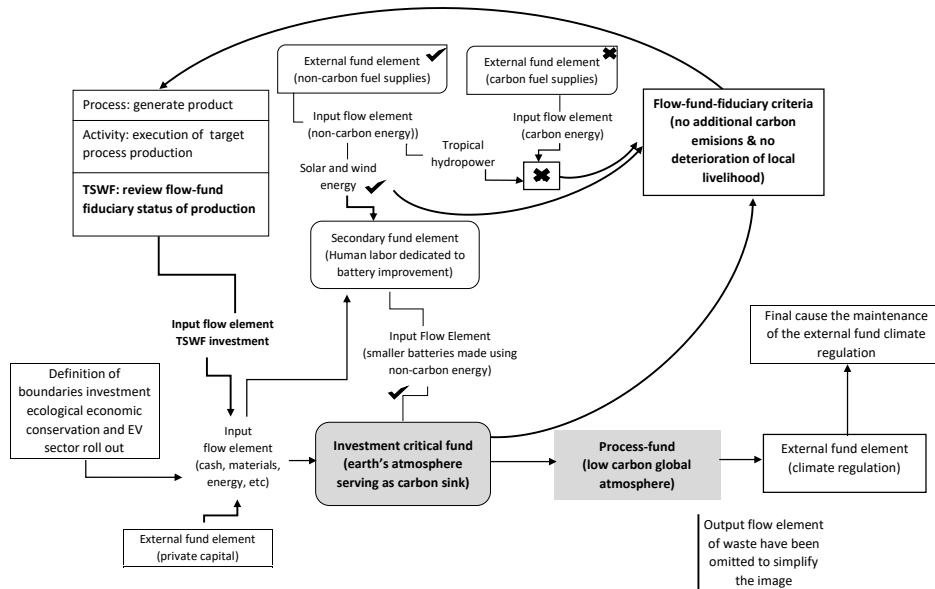 External fund element
(non-carbon fuel supplies)
External fund element
(carbon fuel supplies)
Process: generate product
Activity: execution of target
process production
TSWF: review flow-fund
fiduciary status of production
Input flow element
(non-carbon energy))
Input flow element
(carbon energy)
Tropical
hydropower
Flow-fund-fiduciary criteria
(no additional carbon
emisions & no
deterioration of local
livelihood)
Solar and wind
energy
Secondary fund element
(Human labor dedicated to
battery improvement)
Input flow element
TSWF investment
Input Flow Element
(smaller batteries made using
non-carbon energy)
Final cause the maintenance
of the external fund climate
regulation
Definition of
boundaries investment
ecological economic
conservation and EV
sector roll out
Input
flow element
(cash, materials,
energy, etc)
Investment critical fund
(earth's atmosphere
serving as carbon sink)
Process-fund
(low carbon global
atmosphere)
External fund element
(climate regulation)
External fund element
(private capital)
Output flow element
of waste have been
omitted to simplify
the image